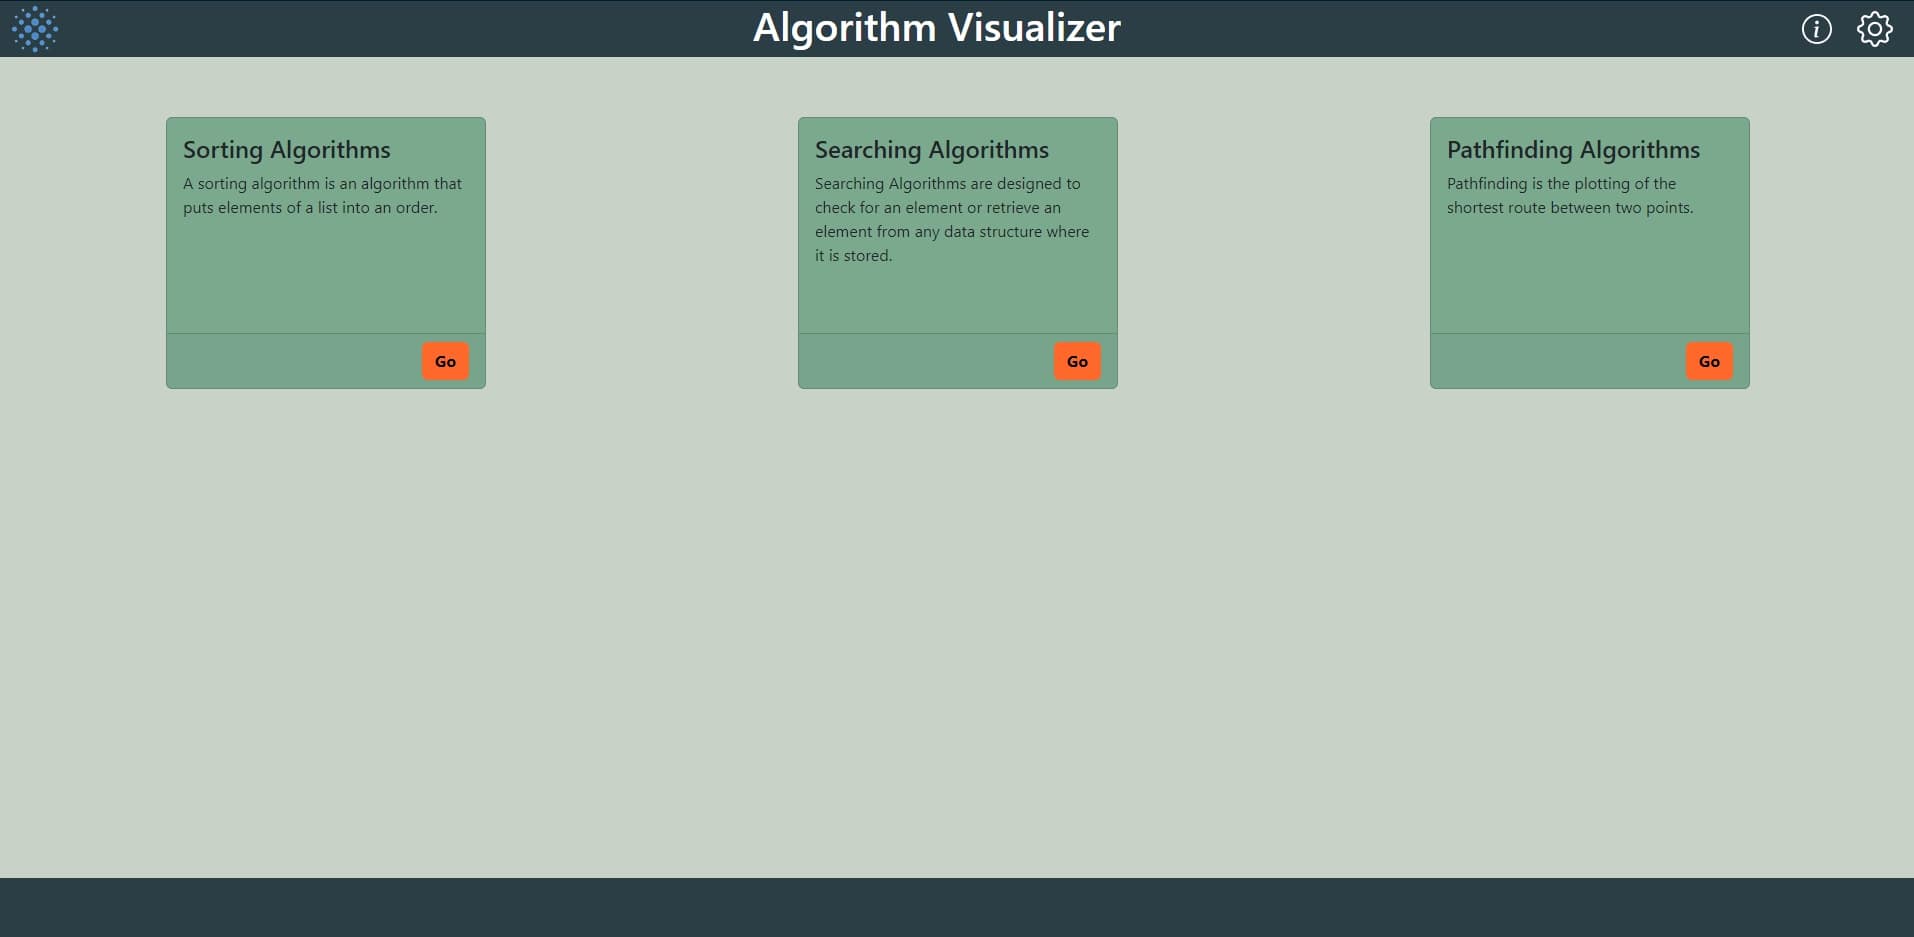 Algorithm Visualizer
i
Sorting Algorithms
A sorting algorithm is an algorithm that
puts elements of a list into an order.
Go
Searching Algorithms
Searching Algorithms are designed to
check for an element or retrieve an
element from any data structure where
it is stored.
Go
Pathfinding Algorithms
Pathfinding is the plotting of the
shortest route between two points.
Go